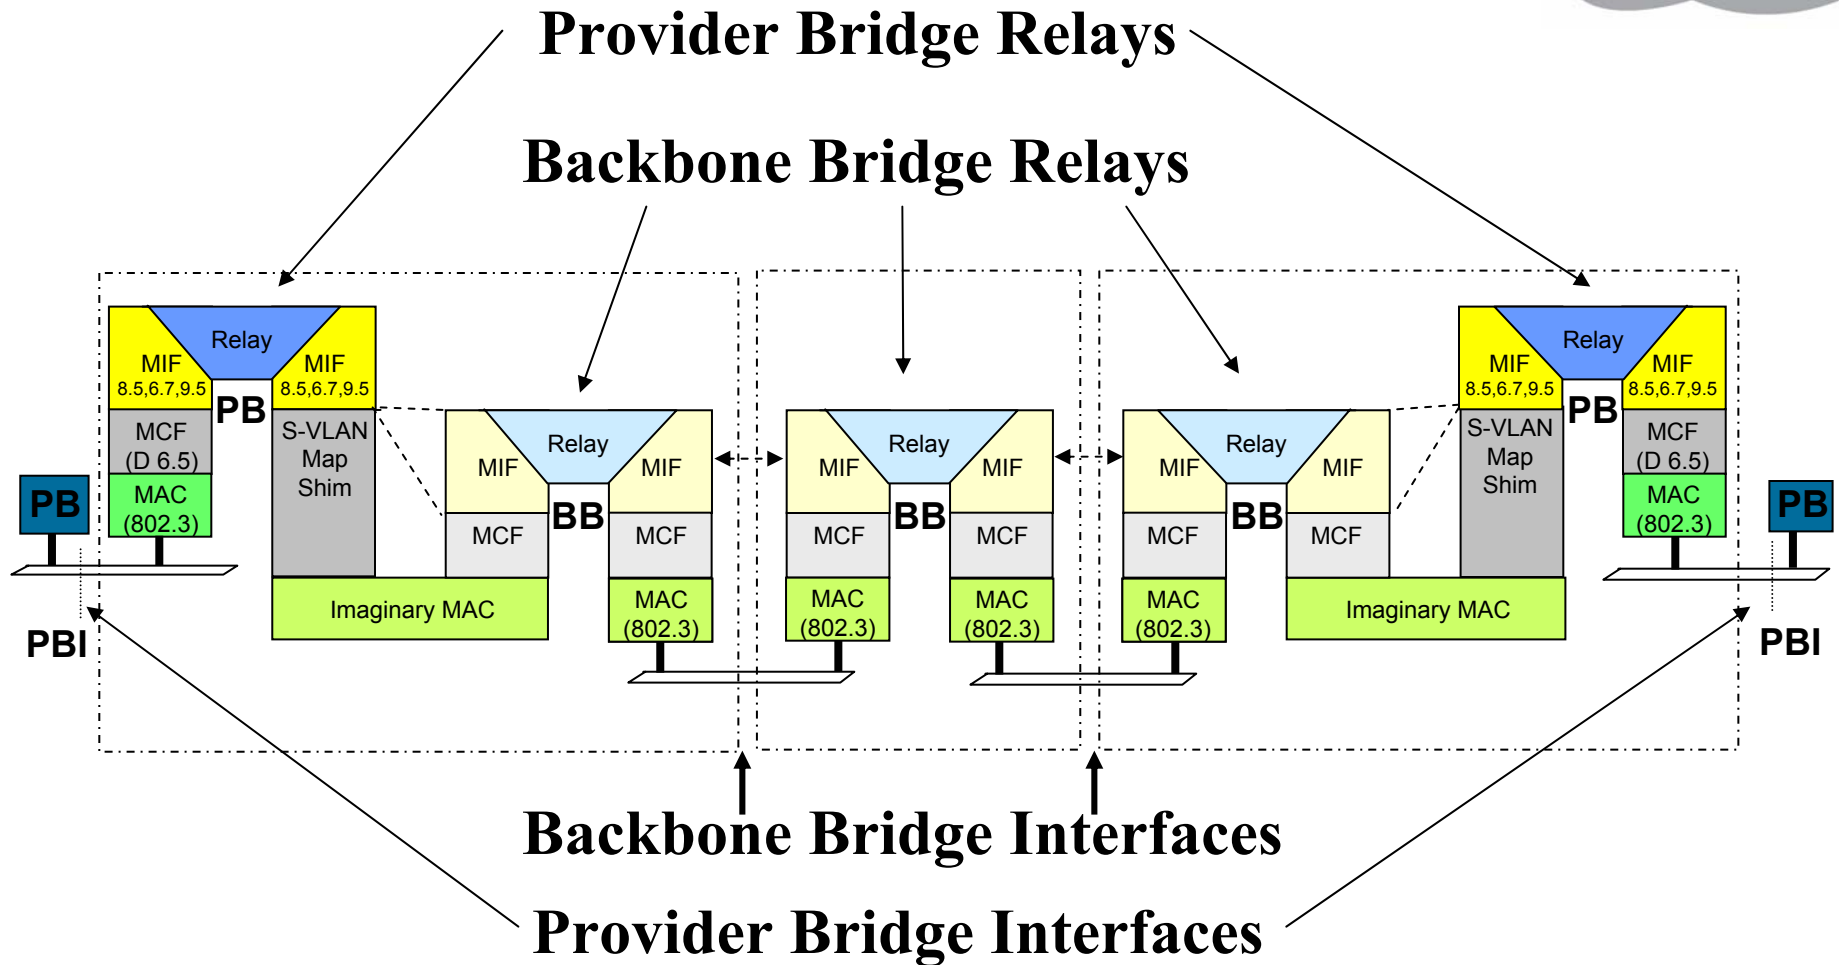 Provider Bridge Relays
Backbone Bridge Relays
Relay
MIF
8.5,6.7,9.5
MIF
8.5,6.7,9.5
PB
MCF
(D 6.5)
MAC
(802.3)
S-VLAN
Map
Shim
PB
PBI
Imaginary MAC
Relay
MIF
MIF
BB
MCF
MCF
MAC
(802.3)
Relay
MIF
MIF
BB
MCF
MCF
MAC
(802.3)
MAC
(802.3)
Relay
MIF
MIF
BB
MCF
MCF
MAC
(802.3)
Imaginary MAC
Relay
MIF
8.5,6.7,9.5
MIF
8.5,6.7,9.5
PB
S-VLAN
Map
Shim
MCF
(D 6.5)
MAC
(802.3)
PB
PBI
Backbone Bridge Interfaces
Provider Bridge Interfaces